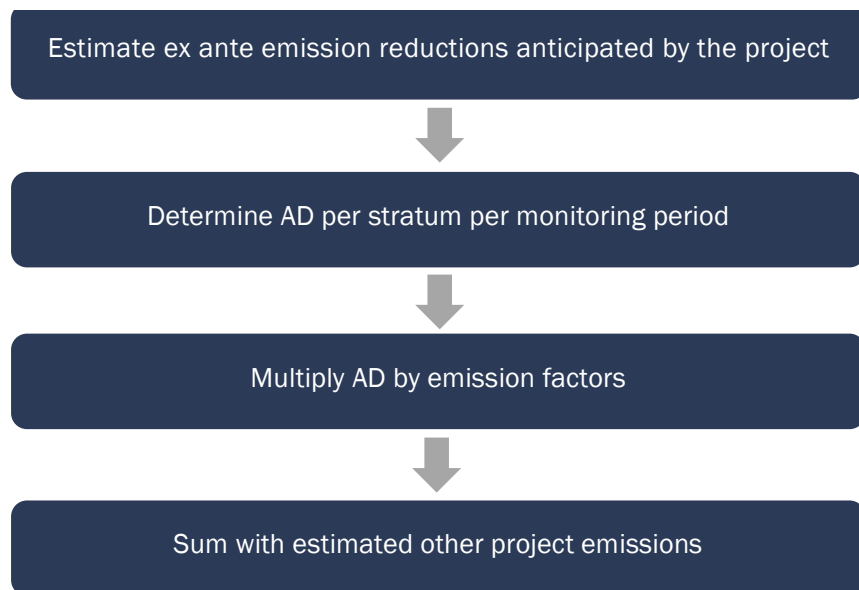 Estimate ex ante emission reductions anticipated by the project
Determine AD per stratum per monitoring period
Multiply AD by emission factors
Sum with estimated other project emissions